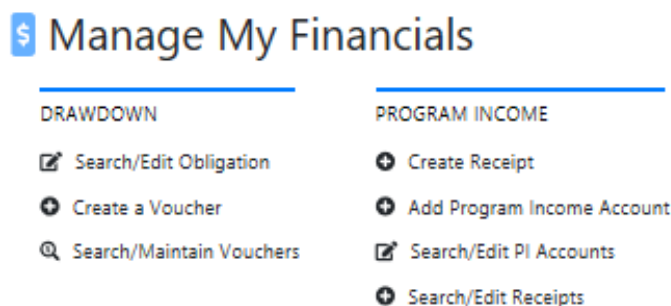 Manage My Financials
DRAWDOWN
Search/Edit Obligation
Create a Voucher
Search/Maintain Vouchers
PROGRAM INCOME
Create Receipt
Add Program Income Account
Search/Edit PI Accounts
Search/Edit Receipts